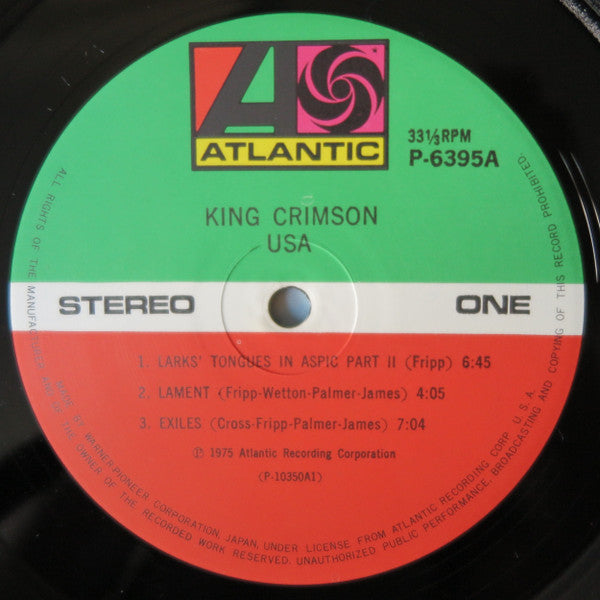 ATLANTIC
33⅓RPM
P-6395A
KING CRIMSON
USA
STEREO
ONE
1. LARKS' TONGUES IN ASPIC PART II (Fripp) 6:45
2. LAMENT (Fripp-Wetton-Palmer-James) 4:05
3. EXILES (Cross-Fripp-Palmer-James) 7:04
℗ 1975 Atlantic Recording Corporation
(P-10350A1)
MADE BY WARNER-PIONEER CORPORATION, JAPAN, UNDER LICENSE FROM ATLANTIC RECORDING CORP. U.S.A.
ALL RIGHTS OF THE MANUFACTURER AND OF THE OWNER OF THE RECORDED WORK RESERVED. UNAUTHORIZED PUBLIC PERFORMANCE, BROADCASTING AND COPYING OF THIS RECORD PROHIBITED.